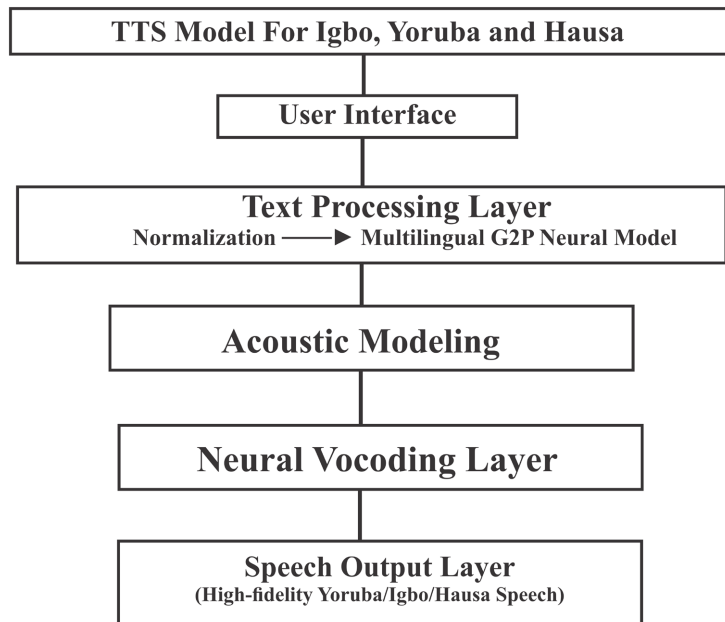 TTS Model For Igbo, Yoruba and Hausa
User Interface
Text Processing Layer
Normalization → Multilingual G2P Neural Model
Acoustic Modeling
Neural Vocoding Layer
Speech Output Layer
(High-fidelity Yoruba/Igbo/Hausa Speech)